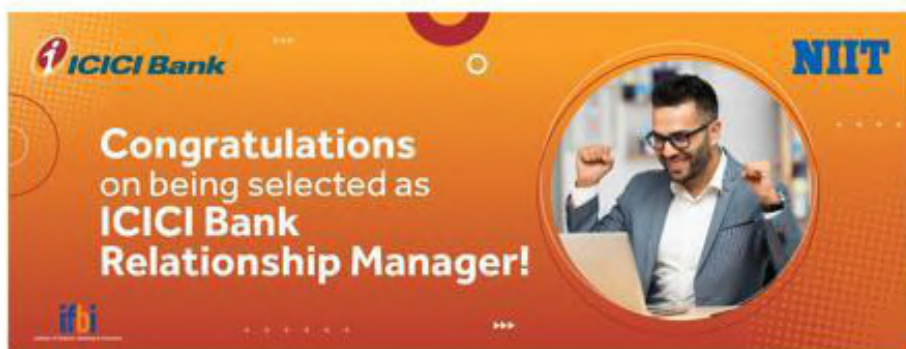 ICICI Bank
NIIT
Congratulations
on being selected as
ICICI Bank
Relationship Manager!
ifbi